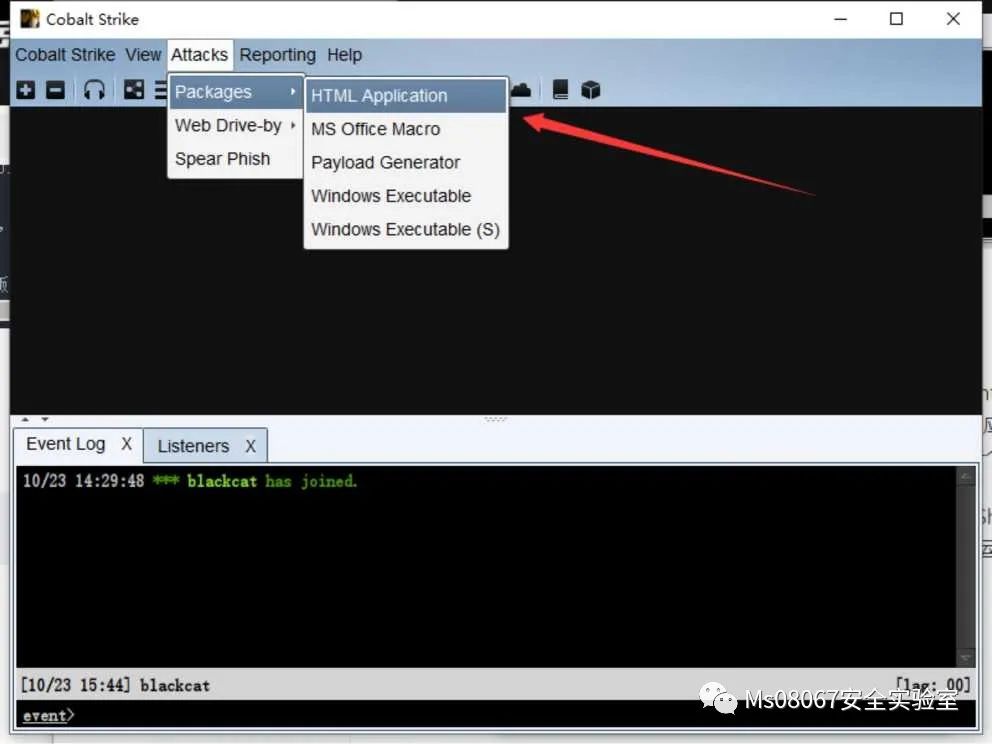 Cobalt Strike
Cobalt Strike View Attacks Reporting Help
Packages
HTML Application
Web Drive-by
MS Office Macro
Spear Phish
Payload Generator
Windows Executable
Windows Executable (S)
Event Log X Listeners X
10/23 14:29:48 *** blackcat has joined.
[10/23 15:44] blackcat [lag: 00]
event>
Ms08067安全实验室